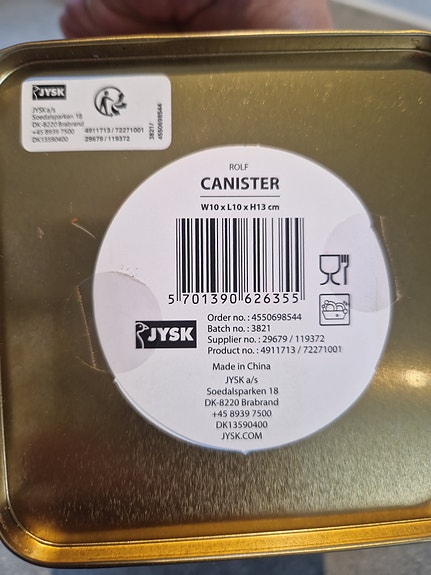 JYSK
JYSK a/s
Soedalsparken 18
DK-8220 Brabrand
+45 8939 7500
DK13590400
4911713 / 72271001
29679 / 119372
3821/
4550698544
ROLF
CANISTER
W10 x L10 x H13 cm
5 701390 626355
Order no. : 4550698544
Batch no. : 3821
Supplier no. : 29679 / 119372
Product no. : 4911713 / 72271001
JYSK
Made in China
JYSK a/s
Soedalsparken 18
DK-8220 Brabrand
+45 8939 7500
DK13590400
JYSK.COM